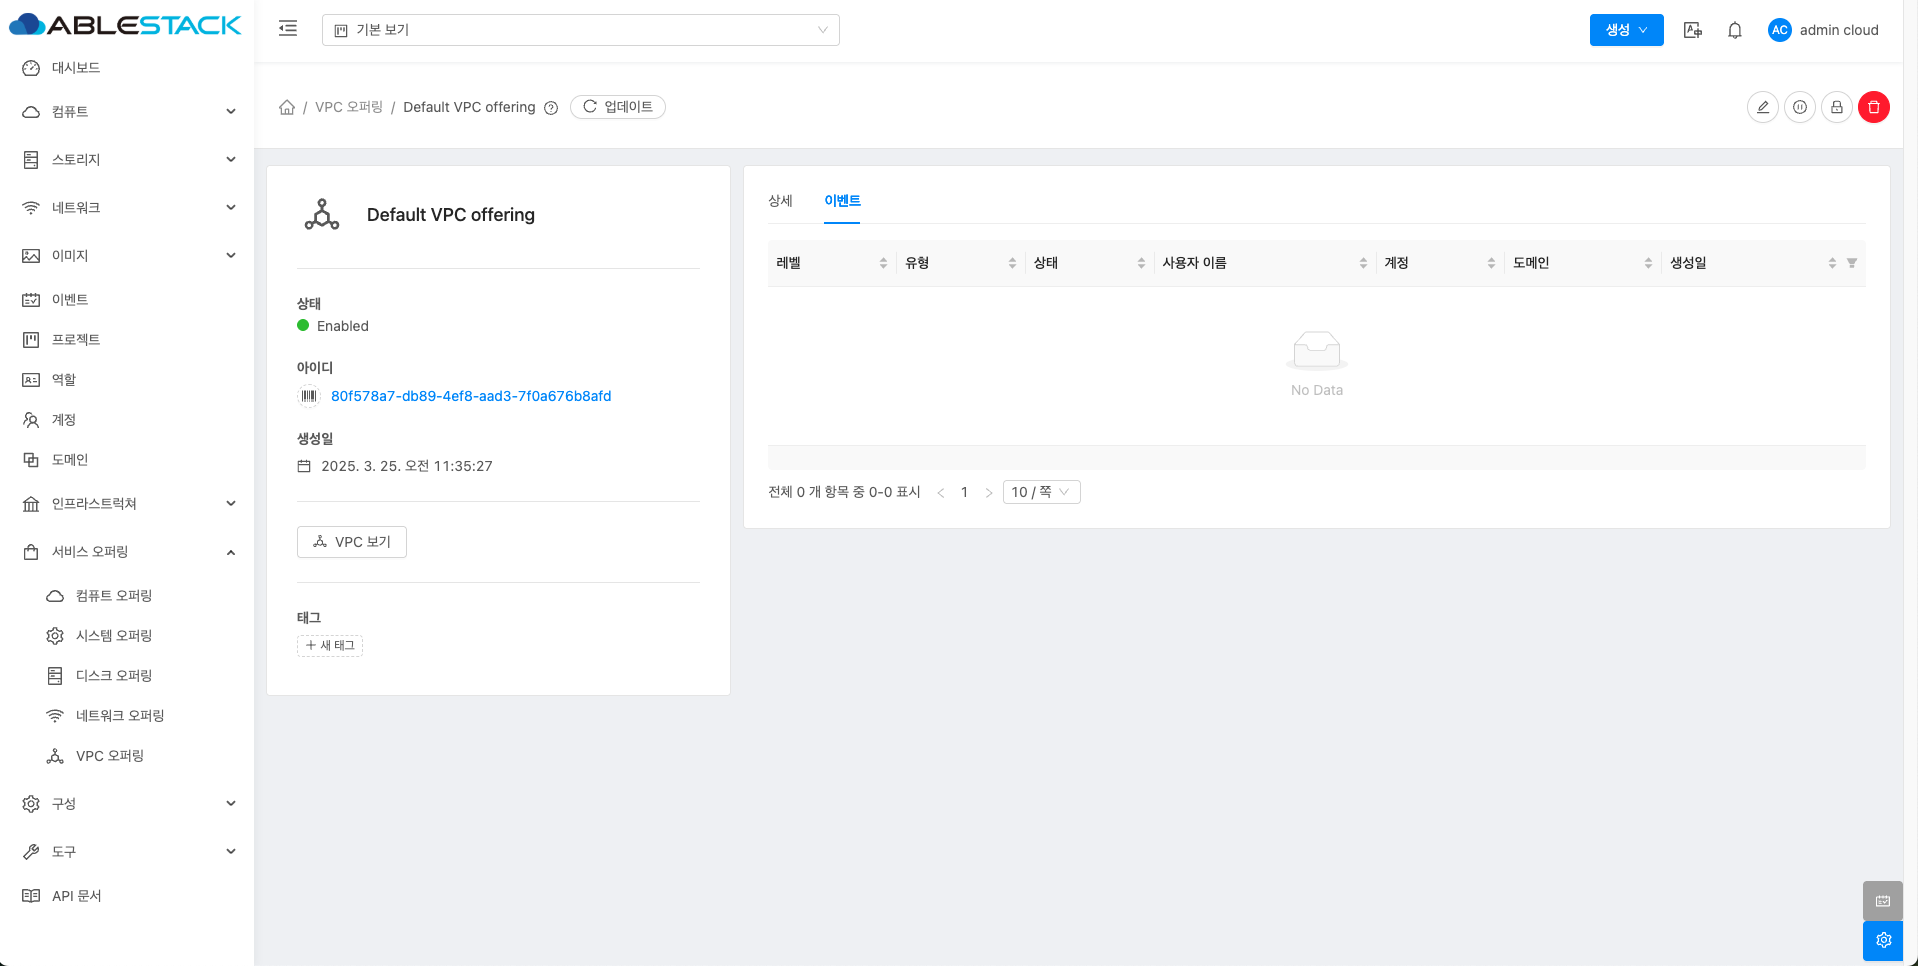 ABLESTACK
기본 보기
생성
AC admin cloud
대시보드
컴퓨트
스토리지
네트워크
이미지
이벤트
프로젝트
역할
계정
도메인
인프라스트럭쳐
서비스 오퍼링
컴퓨트 오퍼링
시스템 오퍼링
디스크 오퍼링
네트워크 오퍼링
VPC 오퍼링
구성
도구
API 문서
/ VPC 오퍼링 / Default VPC offering 업데이트
Default VPC offering
상태
Enabled
아이디
80f578a7-db89-4ef8-aad3-7f0a676b8afd
생성일
2025. 3. 25. 오전 11:35:27
VPC 보기
태그
+ 새 태그
상세 이벤트
레벨 유형 상태 사용자 이름 계정 도메인 생성일
No Data
전체 0 개 항목 중 0-0 표시 < 1 > 10 / 쪽